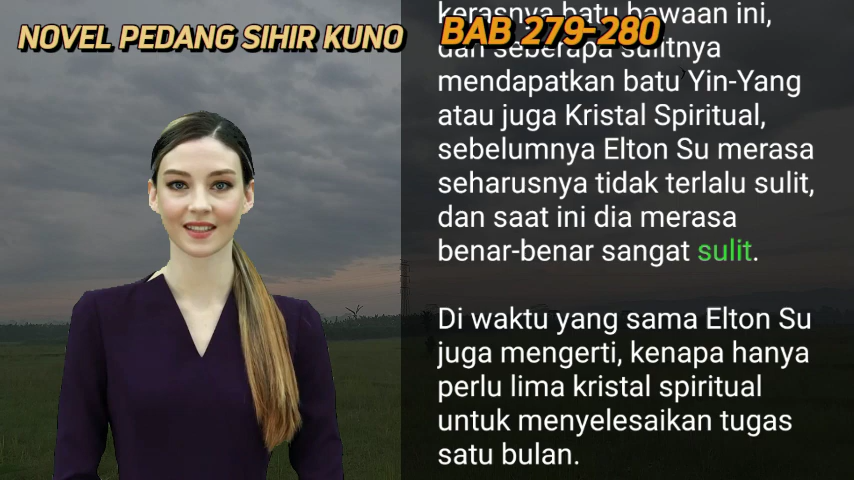 NOVEL PEDANG SIHIR KUNO
BAB 279-280
kerasnya batu bawaan ini,
dan seberapa sulitnya
mendapatkan batu Yin-Yang
atau juga Kristal Spiritual,
sebelumnya Elton Su merasa
seharusnya tidak terlalu sulit,
dan saat ini dia merasa
benar-benar sangat sulit.
Di waktu yang sama Elton Su
juga mengerti, kenapa hanya
perlu lima kristal spiritual
untuk menyelesaikan tugas
satu bulan.